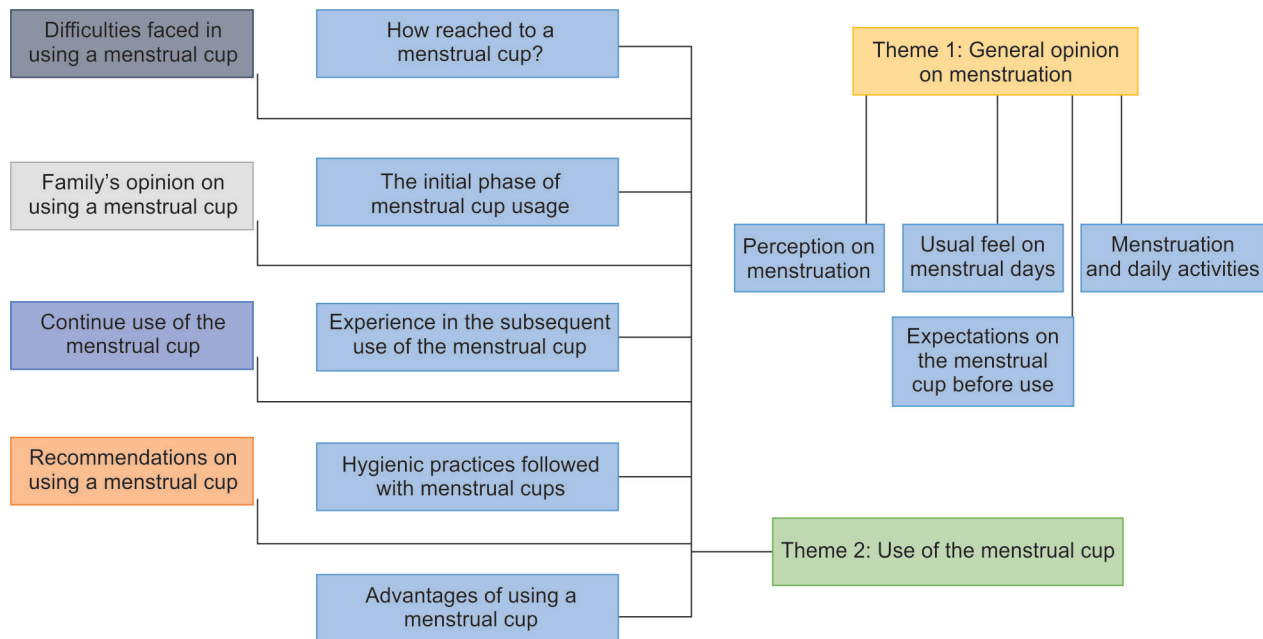 Difficulties faced in
using a menstrual cup
How reached to a
menstrual cup?
Theme 1: General opinion
on menstruation
Family’s opinion on
using a menstrual cup
The initial phase of
menstrual cup usage
Perception on
menstruation
Usual feel on
menstrual days
Menstruation
and daily activities
Continue use of the
menstrual cup
Experience in the subsequent
use of the menstrual cup
Expectations on
the menstrual
cup before use
Recommendations on
using a menstrual cup
Hygienic practices followed
with menstrual cups
Theme 2: Use of the menstrual cup
Advantages of using a
menstrual cup